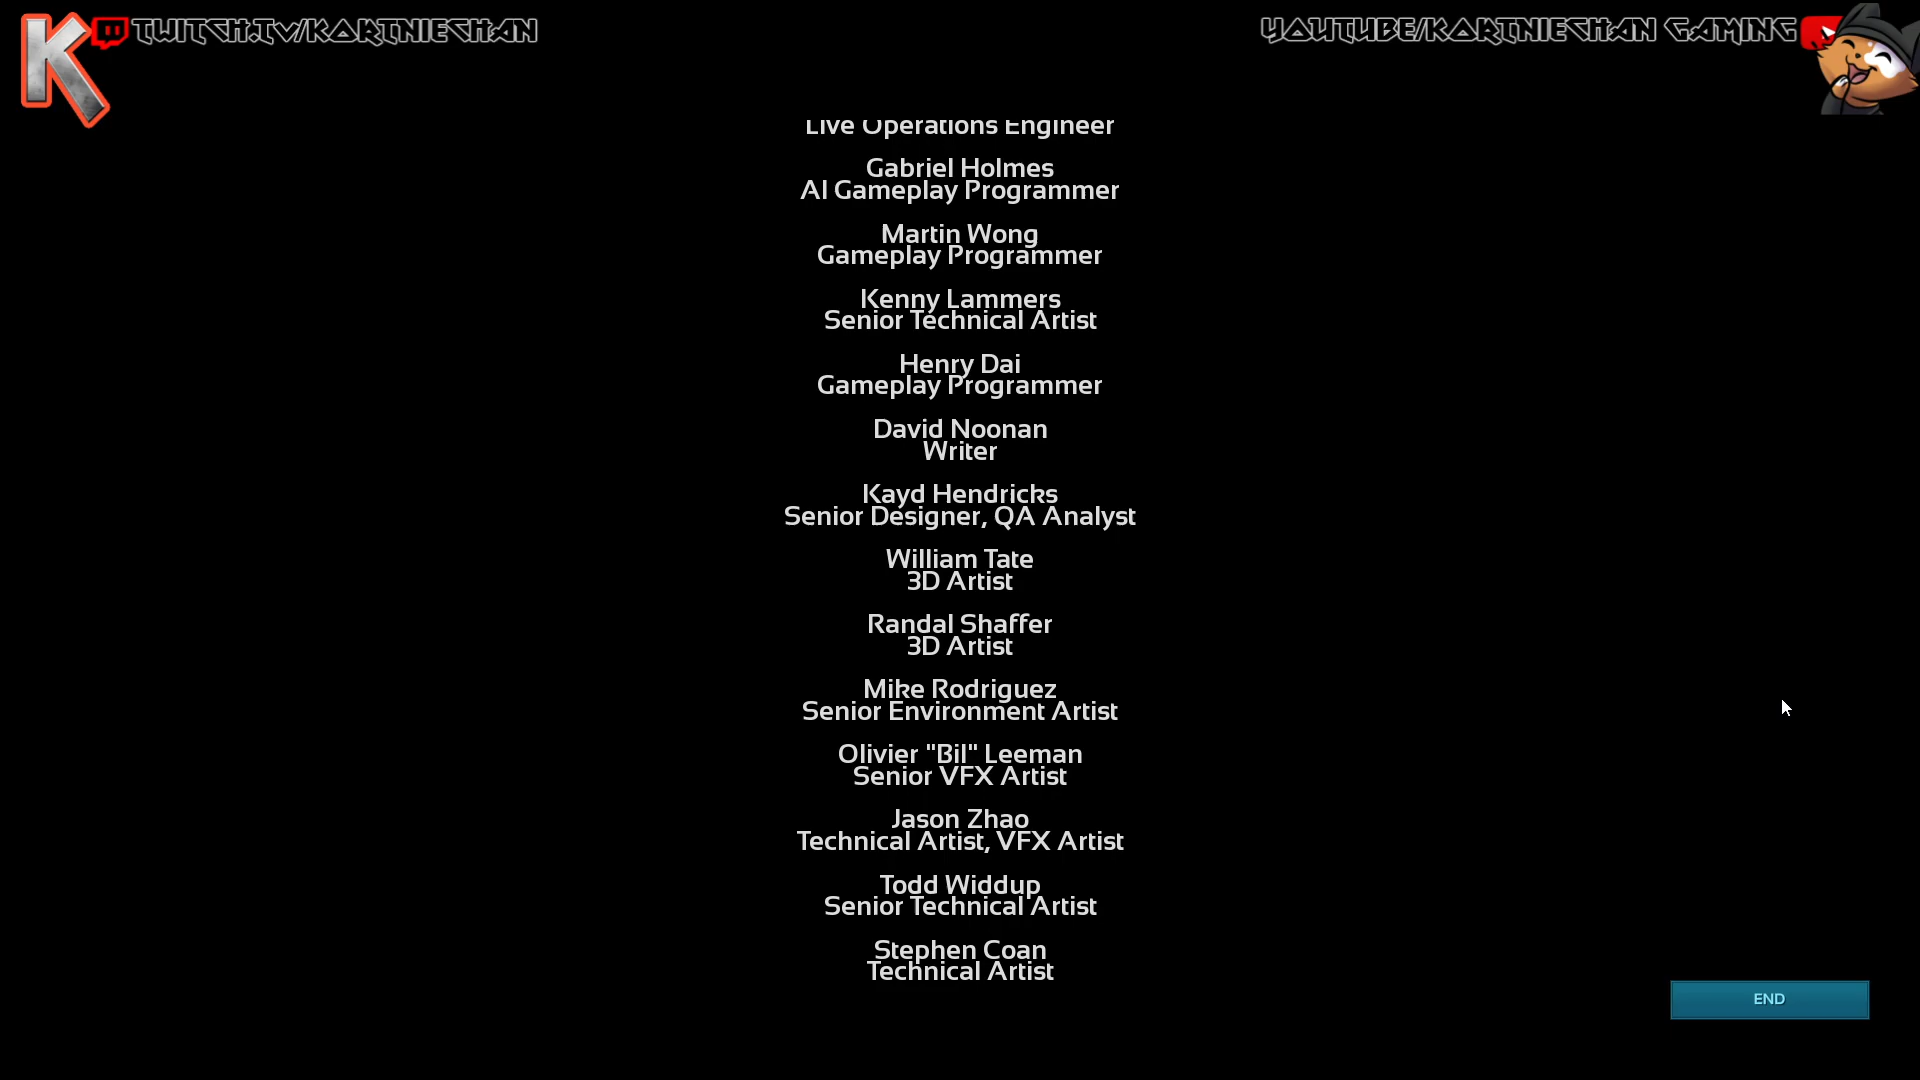 K
TWITCH.TV/KARTNIECHAN
YOUTUBE/KARTNIECHAN GAMING
Live Operations Engineer
Gabriel Holmes
AI Gameplay Programmer
Martin Wong
Gameplay Programmer
Kenny Lammers
Senior Technical Artist
Henry Dai
Gameplay Programmer
David Noonan
Writer
Kayd Hendricks
Senior Designer, QA Analyst
William Tate
3D Artist
Randal Shaffer
3D Artist
Mike Rodriguez
Senior Environment Artist
Olivier "Bil" Leeman
Senior VFX Artist
Jason Zhao
Technical Artist, VFX Artist
Todd Widdup
Senior Technical Artist
Stephen Coan
Technical Artist
END